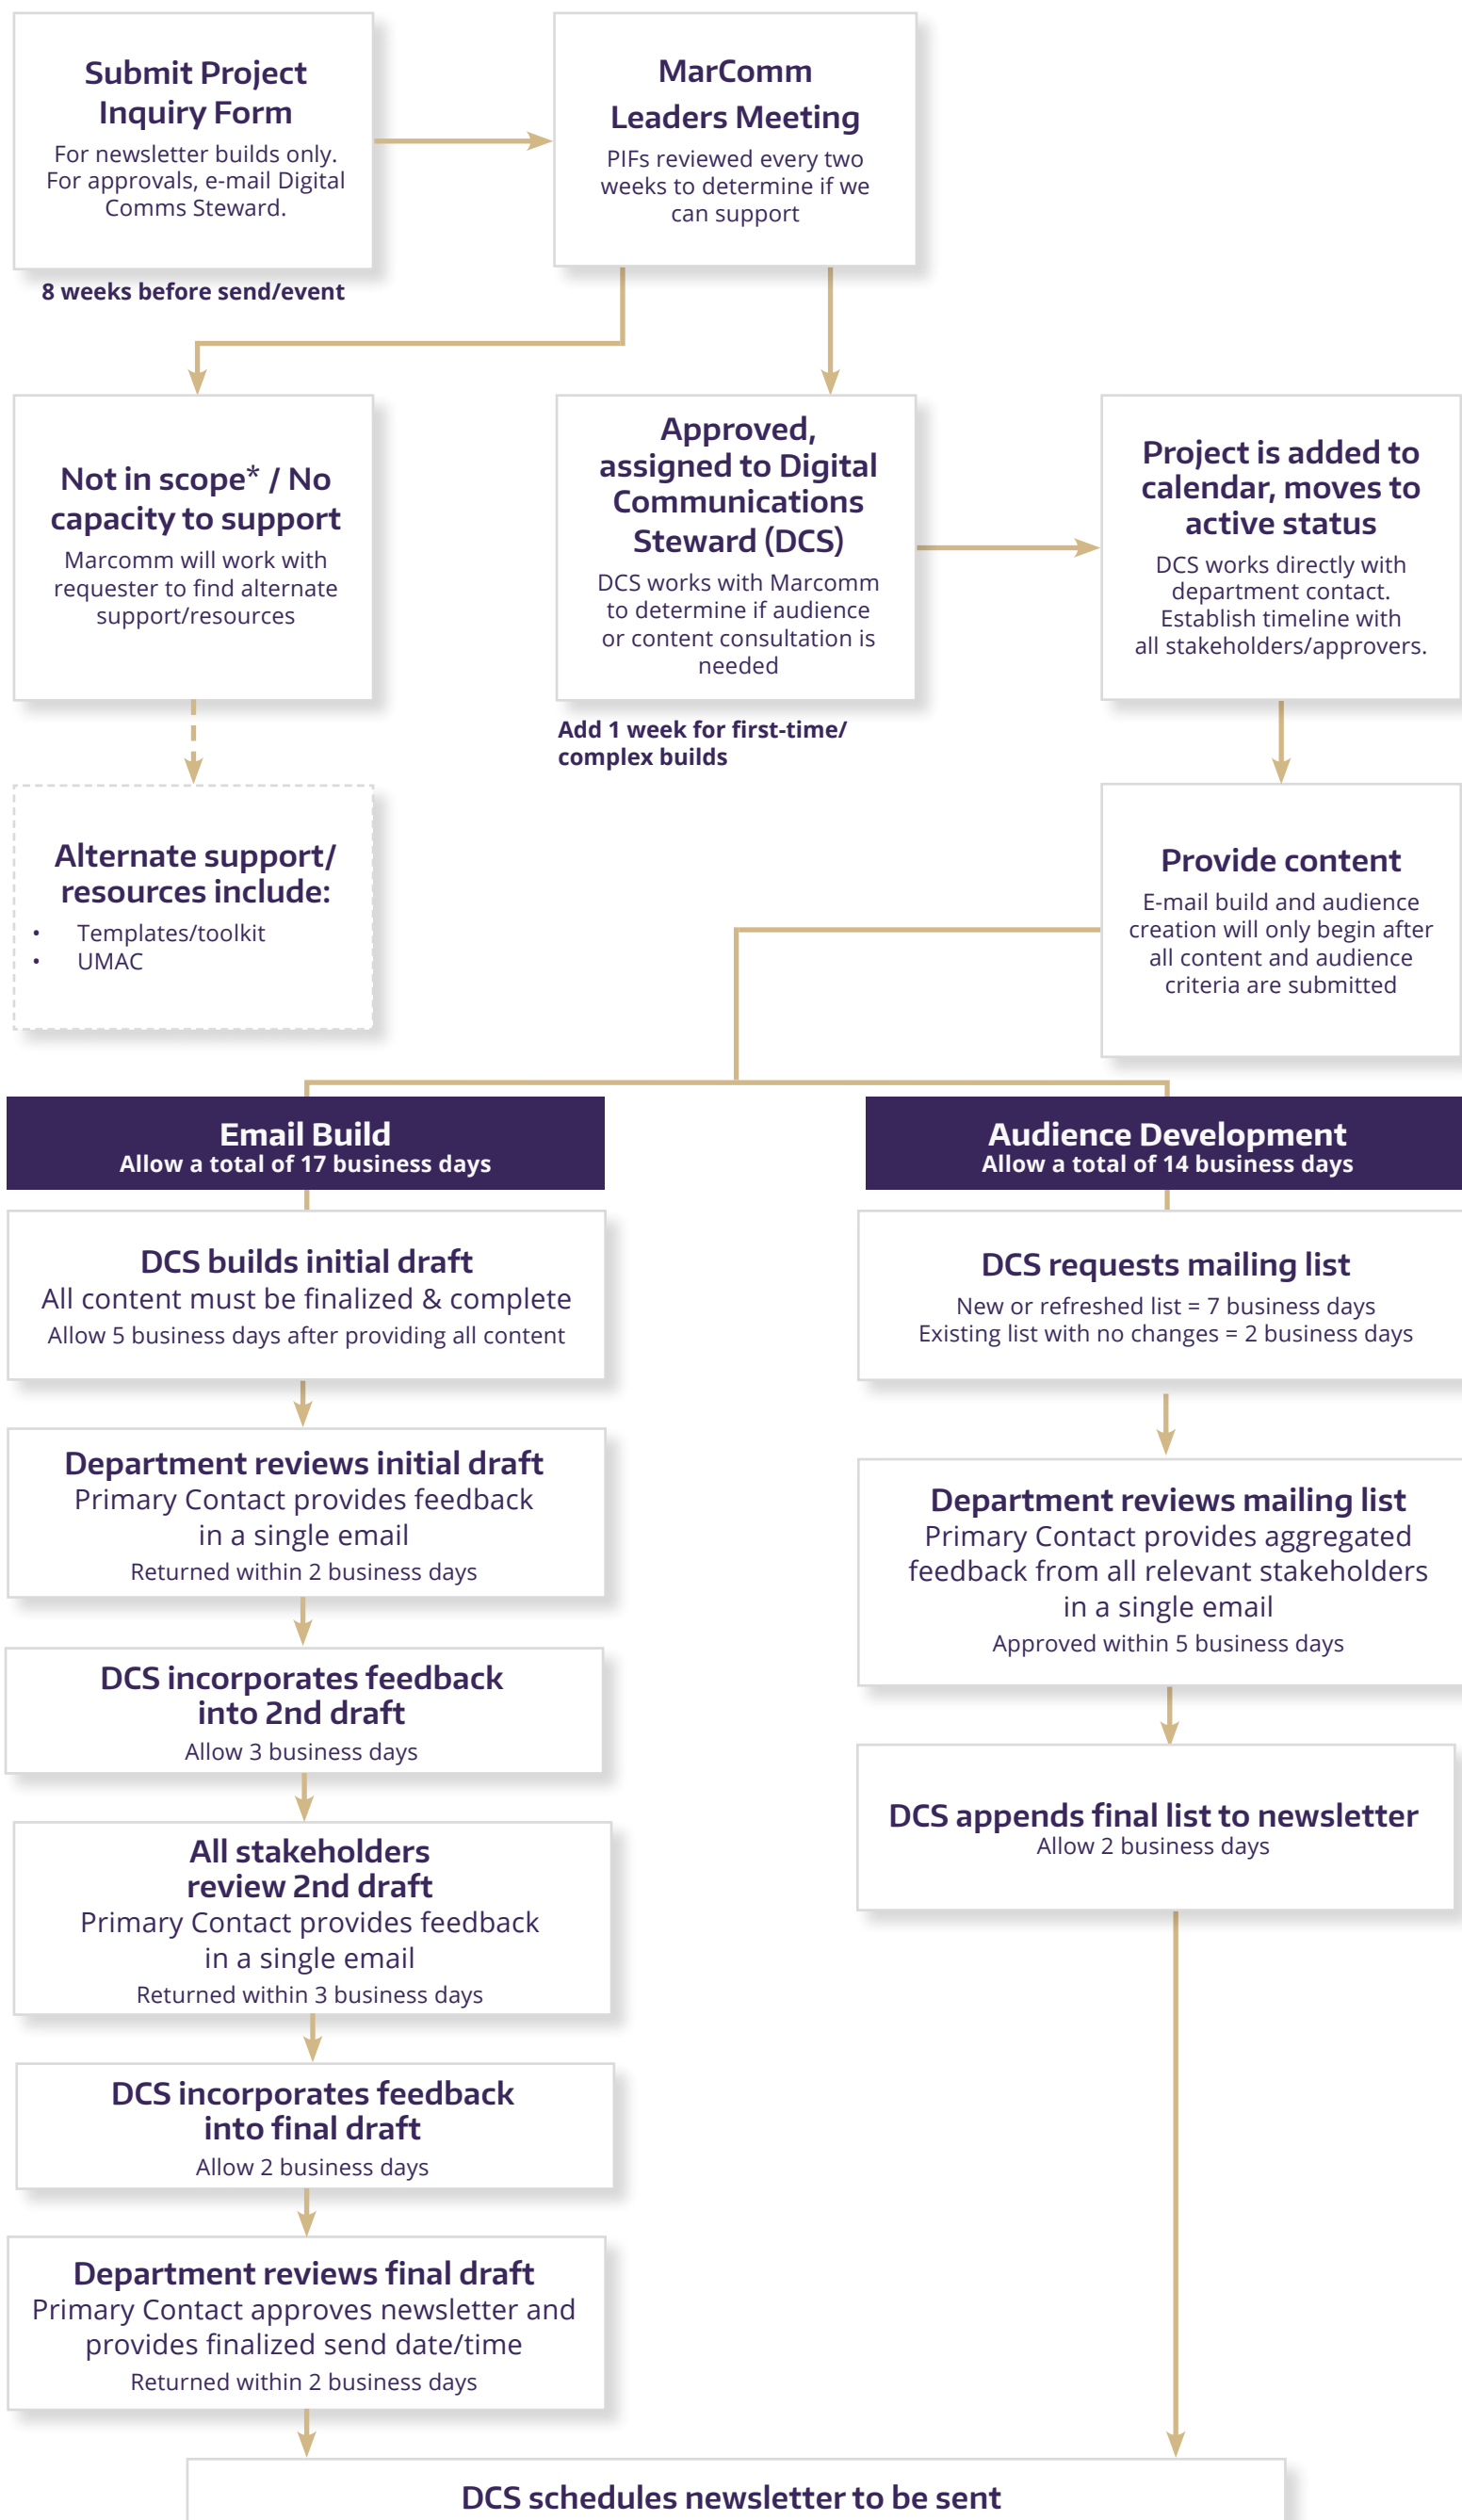 Submit Project
Inquiry Form
For newsletter builds only.
For approvals, e-mail Digital
Comms Steward.
8 weeks before send/event
MarComm
Leaders Meeting
PIFs reviewed every two
weeks to determine if we
can support
Not in scope* / No
capacity to support
Marcomm will work with
requester to find alternate
support/resources
Approved,
assigned to Digital
Communications
Steward (DCS)
DCS works with Marcomm
to determine if audience
or content consultation is
needed
Add 1 week for first-time/
complex builds
Project is added to
calendar, moves to
active status
DCS works directly with
department contact.
Establish timeline with
all stakeholders/approvers.
Alternate support/
resources include:
• Templates/toolkit
• UMAC
Provide content
E-mail build and audience
creation will only begin after
all content and audience
criteria are submitted
Email Build
Allow a total of 17 business days
DCS builds initial draft
All content must be finalized & complete
Allow 5 business days after providing all content
Department reviews initial draft
Primary Contact provides feedback
in a single email
Returned within 2 business days
DCS incorporates feedback
into 2nd draft
Allow 3 business days
All stakeholders
review 2nd draft
Primary Contact provides feedback
in a single email
Returned within 3 business days
DCS incorporates feedback
into final draft
Allow 2 business days
Department reviews final draft
Primary Contact approves newsletter and
provides finalized send date/time
Returned within 2 business days
Audience Development
Allow a total of 14 business days
DCS requests mailing list
New or refreshed list = 7 business days
Existing list with no changes = 2 business days
Department reviews mailing list
Primary Contact provides aggregated
feedback from all relevant stakeholders
in a single email
Approved within 5 business days
DCS appends final list to newsletter
Allow 2 business days
DCS schedules newsletter to be sent